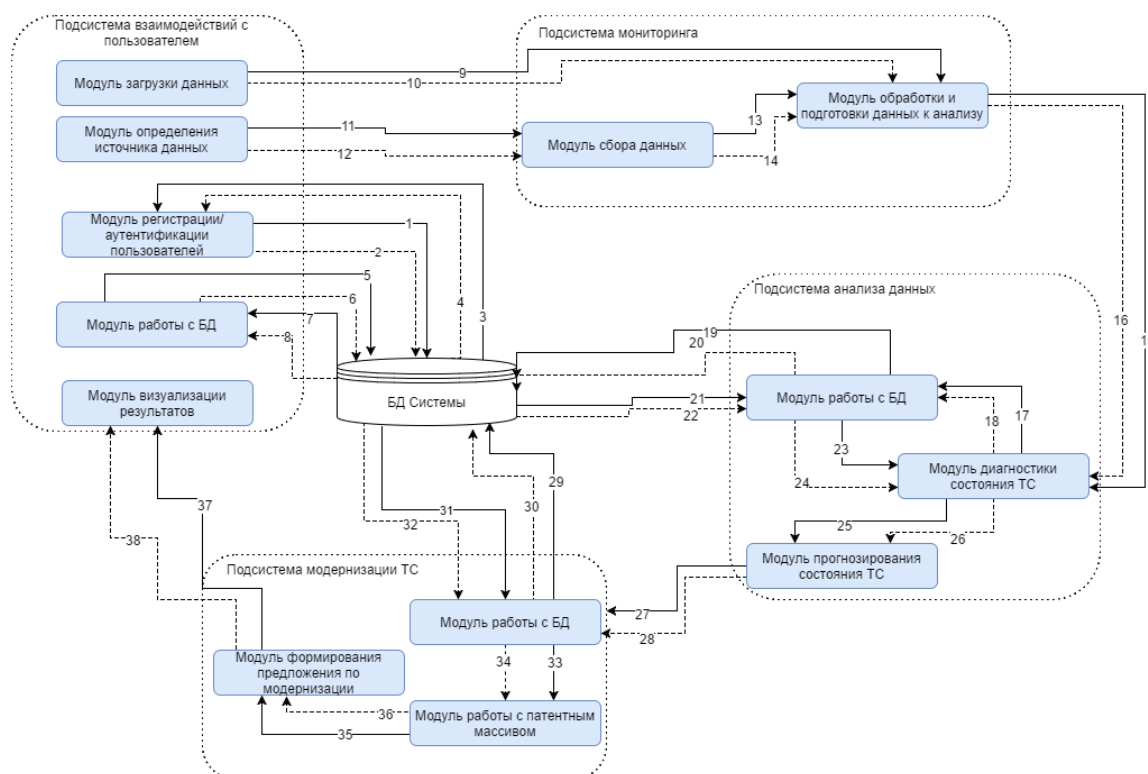 Подсистема взаимодействий с
пользователем
Модуль загрузки данных
Модуль определения
источника данных
Модуль регистрации/
аутентификации
пользователей
Модуль работы с БД
Модуль визуализации
результатов
Подсистема мониторинга
Модуль сбора данных
Модуль обработки и
подготовки данных к анализу
9
10
11
12
13
14
1
2
3
4
5
6
7
8
БД Системы
Подсистема анализа данных
Модуль работы с БД
Модуль диагностики
состояния ТС
Модуль прогнозирования
состояния ТС
16
1
19
20
21
22
17
18
23
24
25
26
27
28
29
30
31
32
Подсистема модернизации ТС
Модуль работы с БД
Модуль формирования
предложения по
модернизации
Модуль работы с патентным
массивом
33
34
35
36
37
38